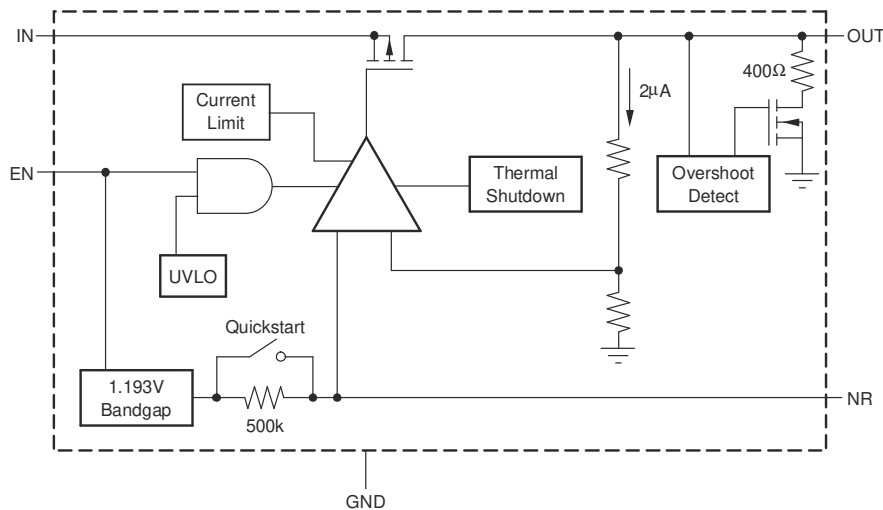 IN
OUT
400Ω
2μA
Current
Limit
EN
Thermal
Shutdown
Overshoot
Detect
UVLO
Quickstart
1.193V
Bandgap
500k
NR
GND